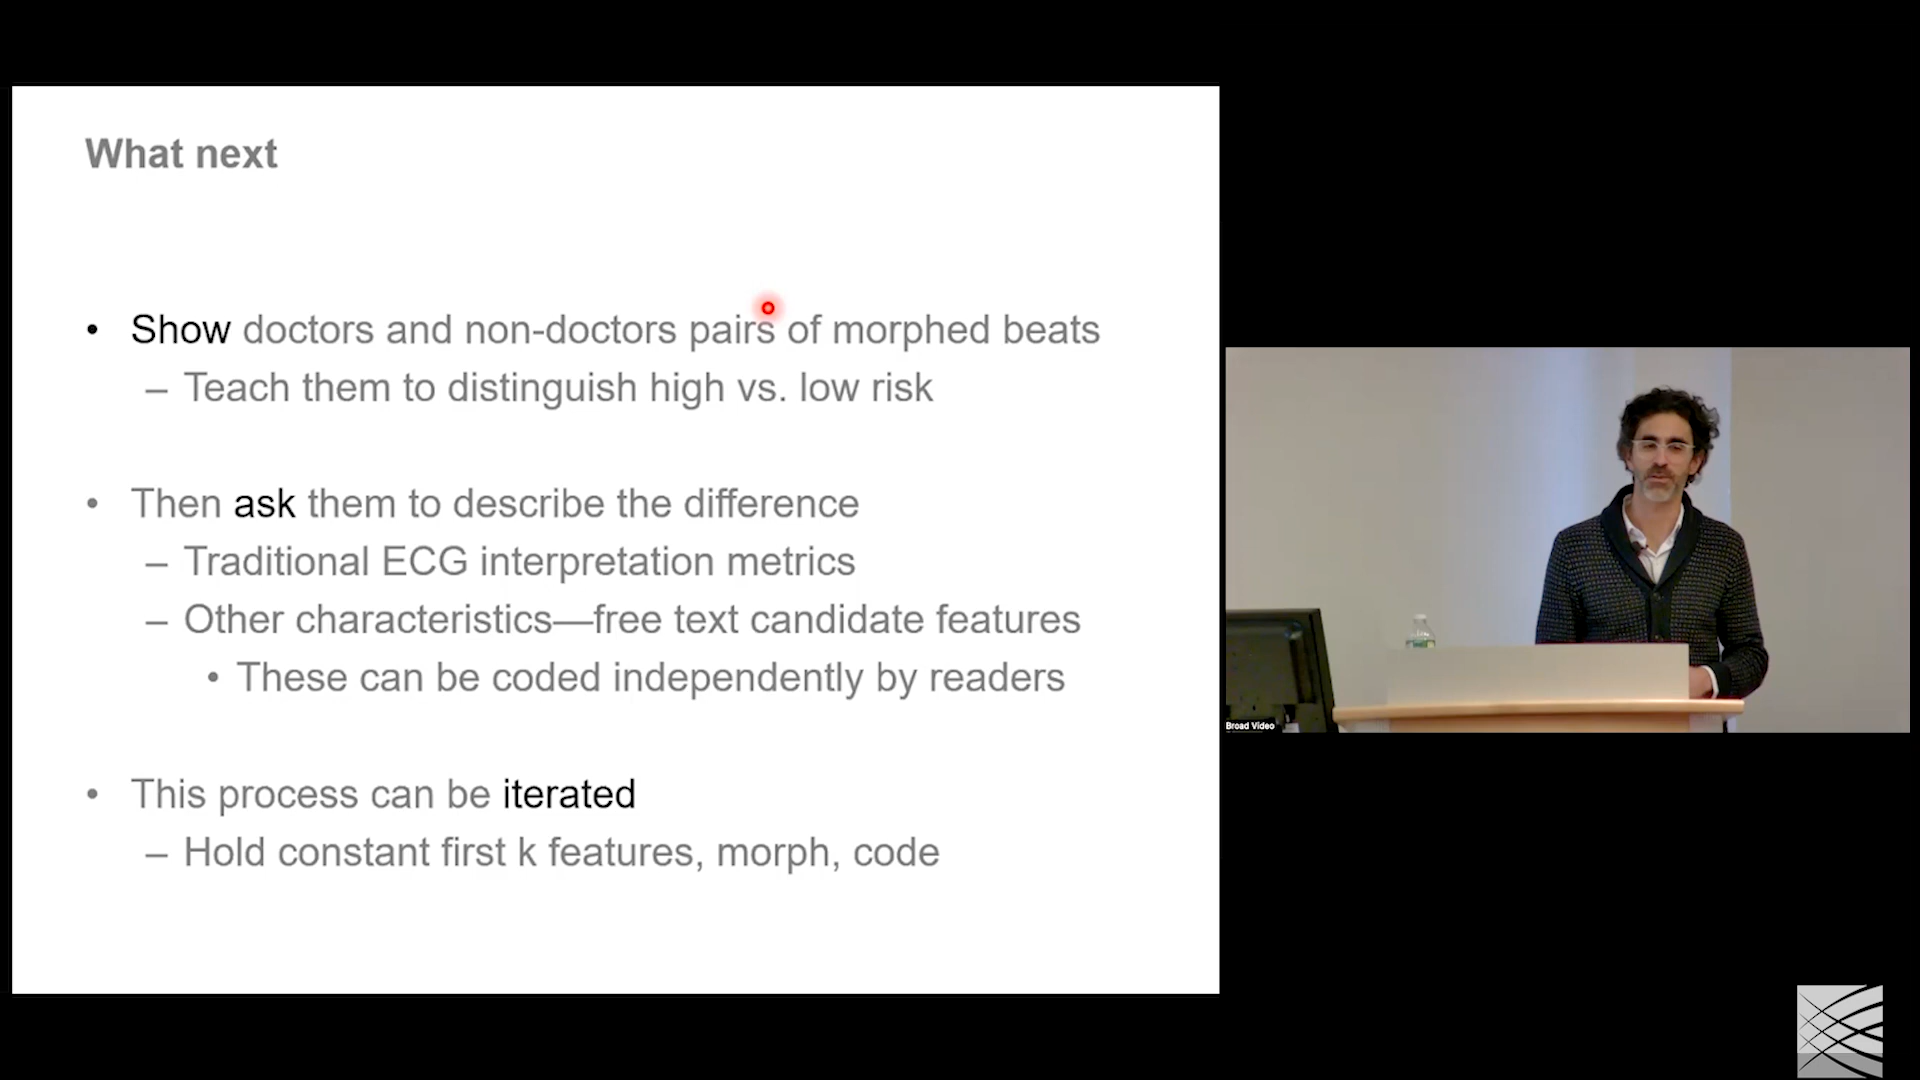 What next
• Show doctors and non-doctors pairs of morphed beats
– Teach them to distinguish high vs. low risk
• Then ask them to describe the difference
– Traditional ECG interpretation metrics
– Other characteristics—free text candidate features
• These can be coded independently by readers
• This process can be iterated
– Hold constant first k features, morph, code
Broad Video